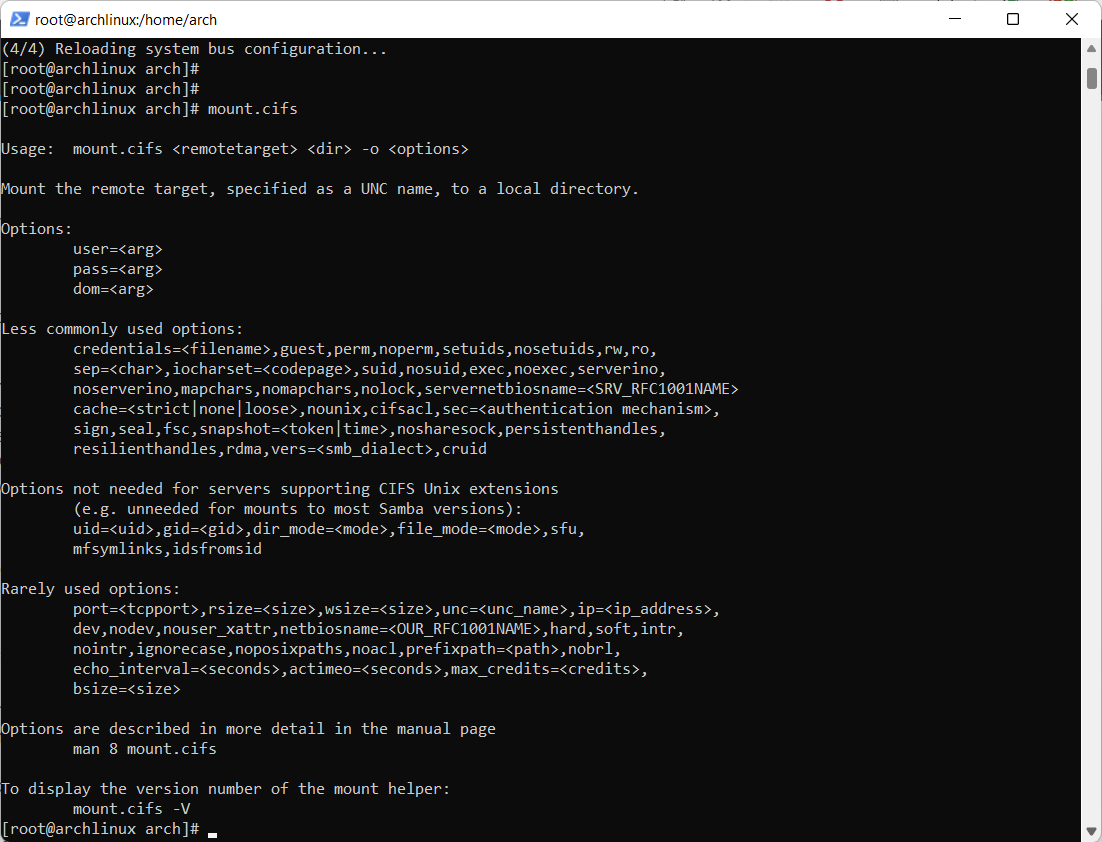 root@archlinux:/home/arch
(4/4) Reloading system bus configuration...
[root@archlinux arch]#
[root@archlinux arch]#
[root@archlinux arch]# mount.cifs
Usage:  mount.cifs <remotetarget> <dir> -o <options>
Mount the remote target, specified as a UNC name, to a local directory.
Options:
        user=<arg>
        pass=<arg>
        dom=<arg>
Less commonly used options:
        credentials=<filename>,guest,perm,noperm,setuids,nosetuids,rw,ro,
        sep=<char>,iocharset=<codepage>,suid,nosuid,exec,noexec,serverino,
        noserverino,mapchars,nomapchars,nolock,servernetbiosname=<SRV_RFC1001NAME>
        cache=<strict|none|loose>,nounix,cifsacl,sec=<authentication mechanism>,
        sign,seal,fsc,snapshot=<token|time>,nosharesock,persistenthandles,
        resilienthandles,rdma,vers=<smb_dialect>,cruid
Options not needed for servers supporting CIFS Unix extensions
        (e.g. unneeded for mounts to most Samba versions):
        uid=<uid>,gid=<gid>,dir_mode=<mode>,file_mode=<mode>,sfu,
        mfsymlinks,idsfromsid
Rarely used options:
        port=<tcpport>,rsize=<size>,wsize=<size>,unc=<unc_name>,ip=<ip_address>,
        dev,nodev,nouser_xattr,netbiosname=<OUR_RFC1001NAME>,hard,soft,intr,
        nointr,ignorecase,noposixpaths,noacl,prefixpath=<path>,nobrl,
        echo_interval=<seconds>,actimeo=<seconds>,max_credits=<credits>,
        bsize=<size>
Options are described in more detail in the manual page
        man 8 mount.cifs
To display the version number of the mount helper:
        mount.cifs -V
[root@archlinux arch]#